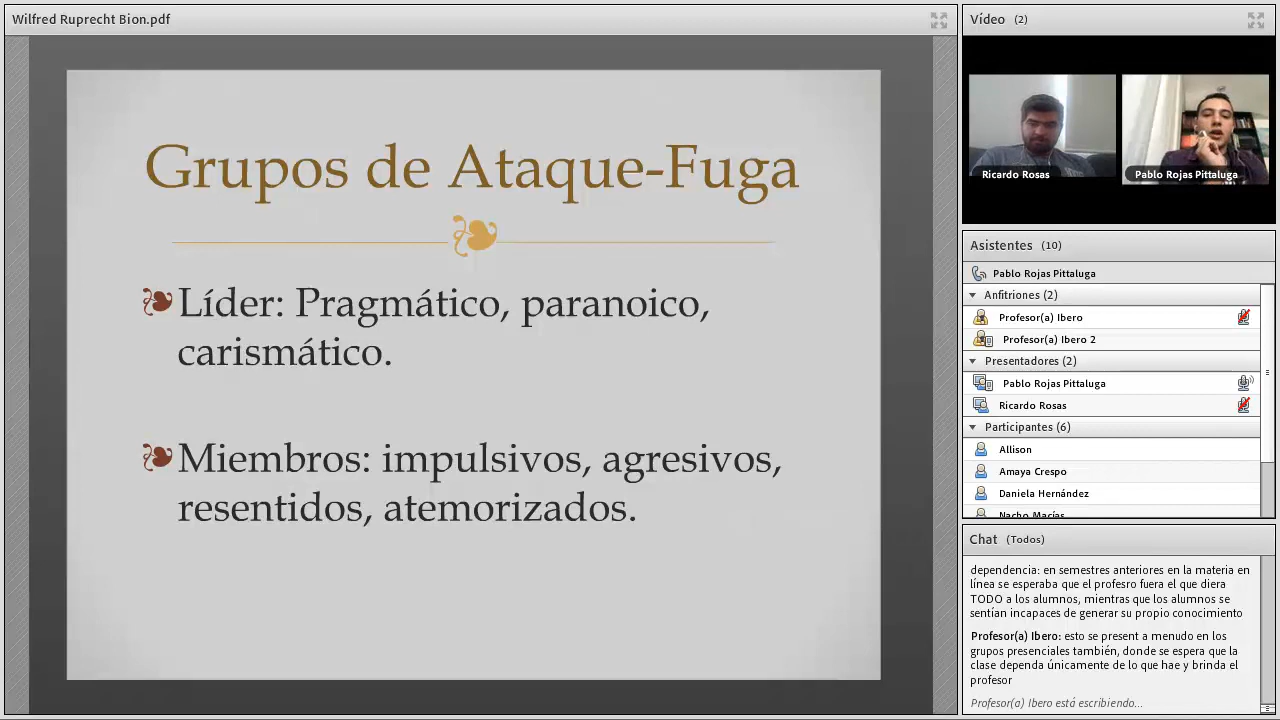 Wilfred Ruprecht Bion.pdf
Grupos de Ataque-Fuga
Líder: Pragmático, paranoico,
carismático.
Miembros: impulsivos, agresivos,
resentidos, atemorizados.
Vídeo (2)
Ricardo Rosas
Pablo Rojas Pittaluga
Asistentes (10)
Pablo Rojas Pittaluga
Anfitriones (2)
Profesor(a) Ibero
Profesor(a) Ibero 2
Presentadores (2)
Pablo Rojas Pittaluga
Ricardo Rosas
Participantes (6)
Allison
Amaya Crespo
Daniela Hernández
Nacho Macías
Chat (Todos)
dependencia: en semestres anteriores en la materia en
línea se esperaba que el profesro fuera el que diera
TODO a los alumnos, mientras que los alumnos se
sentían incapaces de generar su propio conocimiento
Profesor(a) Ibero: esto se present a menudo en los
grupos presenciales también, donde se espera que la
clase dependa únicamente de lo que hae y brinda el
profesor
Profesor(a) Ibero está escribiendo...